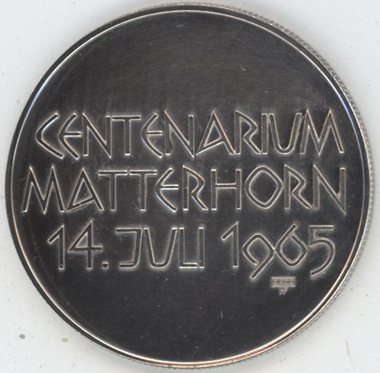 CENTENARIUM
MATTERHORN
14. JULI 1965